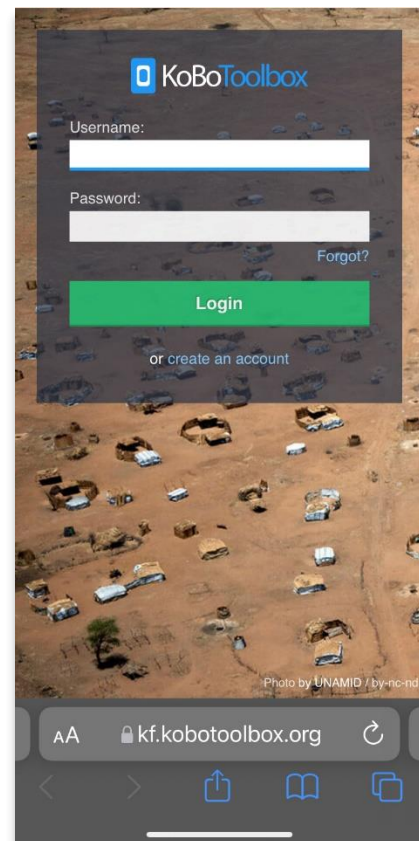 KoBoToolbox
Username:
Password:
Forgot?
Login
or create an account
Photo by UNAMID / by-nc-nd
AA
kf.kobotoolbox.org